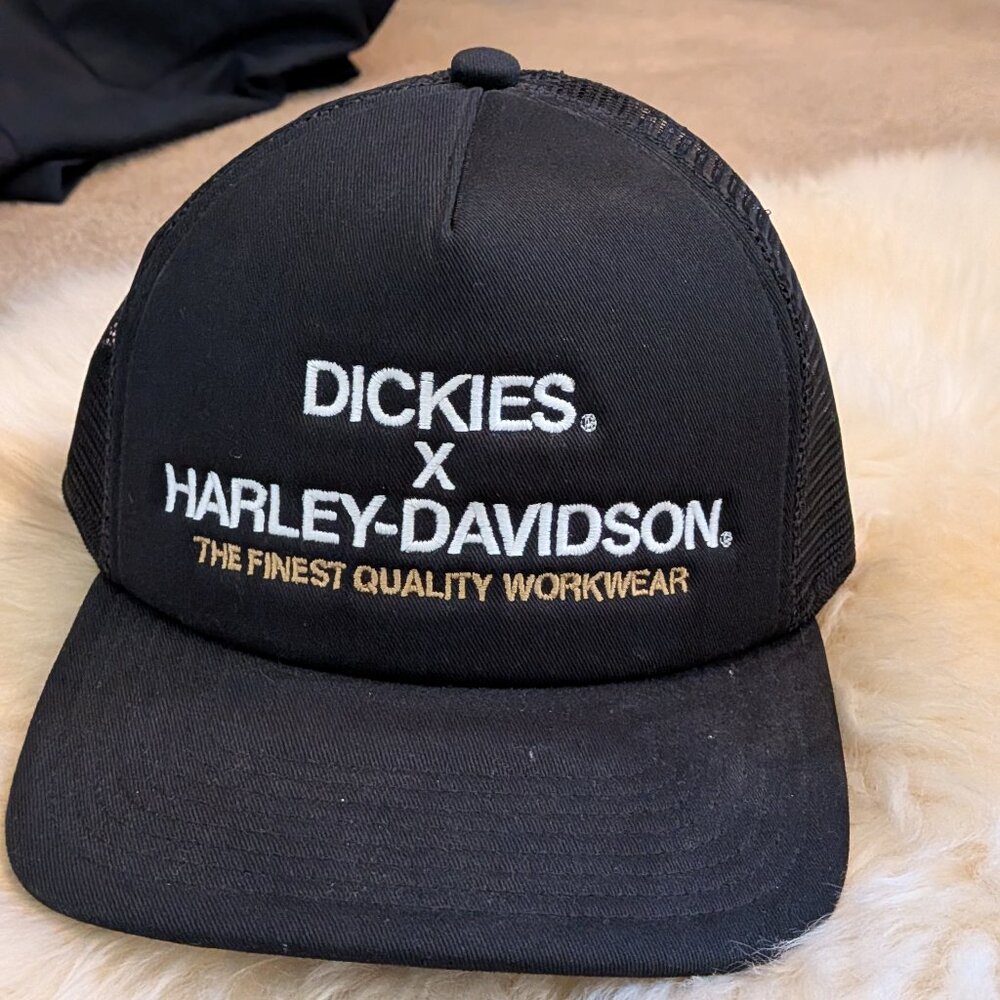 DICKIES®
X
HARLEY-DAVIDSON®
THE FINEST QUALITY WORKWEAR